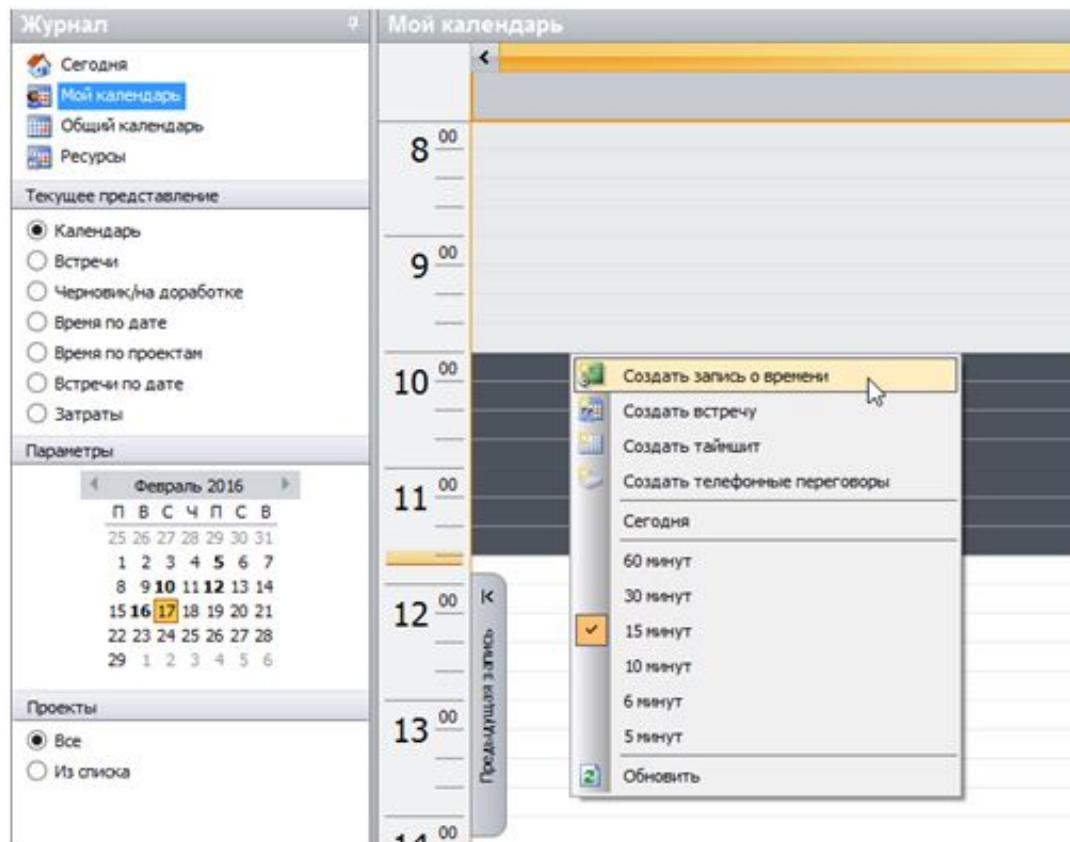 Журнал
Сегодня
Мой календарь
Общий календарь
Ресурсы
Текущее представление
Календарь
Встречи
Черновик/на доработке
Время по дате
Время по проектам
Встречи по дате
Затраты
Параметры
Февраль 2016
П В С Ч П С В
25 26 27 28 29 30 31
1 2 3 4 5 6 7
8 9 10 11 12 13 14
15 16 17 18 19 20 21
22 23 24 25 26 27 28
29 1 2 3 4 5 6
Проекты
Все
Из списка
Мой календарь
8 00
9 00
10 00
11 00
12 00
13 00
14 00
Предыдущая запись
Создать запись о времени
Создать встречу
Создать таймшит
Создать телефонные переговоры
Сегодня
60 минут
30 минут
15 минут
10 минут
6 минут
5 минут
Обновить